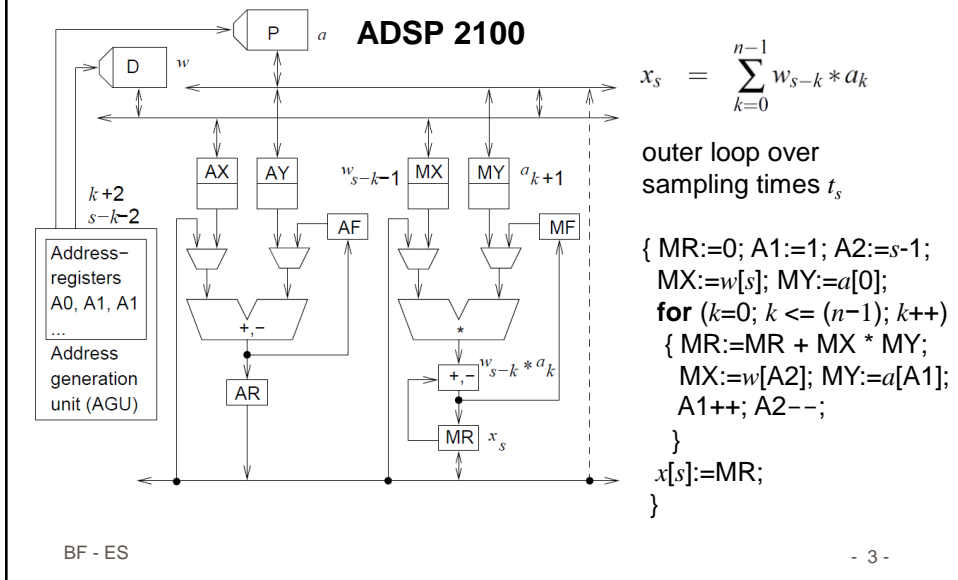 ADSP 2100
P
a
D
w
AX
AY
w_{s-k-1}
MX
MY
a_{k+1}
k+2
s-k-2
AF
MF
Address-
registers
A0, A1, A1
...
Address
generation
unit (AGU)
+,-
*
AR
+,-
w_{s-k} * a_k
MR
x_s
x_s = \sum_{k=0}^{n-1} w_{s-k} * a_k
outer loop over
sampling times t_s
{ MR:=0; A1:=1; A2:=s-1;
MX:=w[s]; MY:=a[0];
for (k=0; k <= (n-1); k++)
{ MR:=MR + MX * MY;
MX:=w[A2]; MY:=a[A1];
A1++; A2--;
}
x[s]:=MR;
}
BF - ES
- 3 -